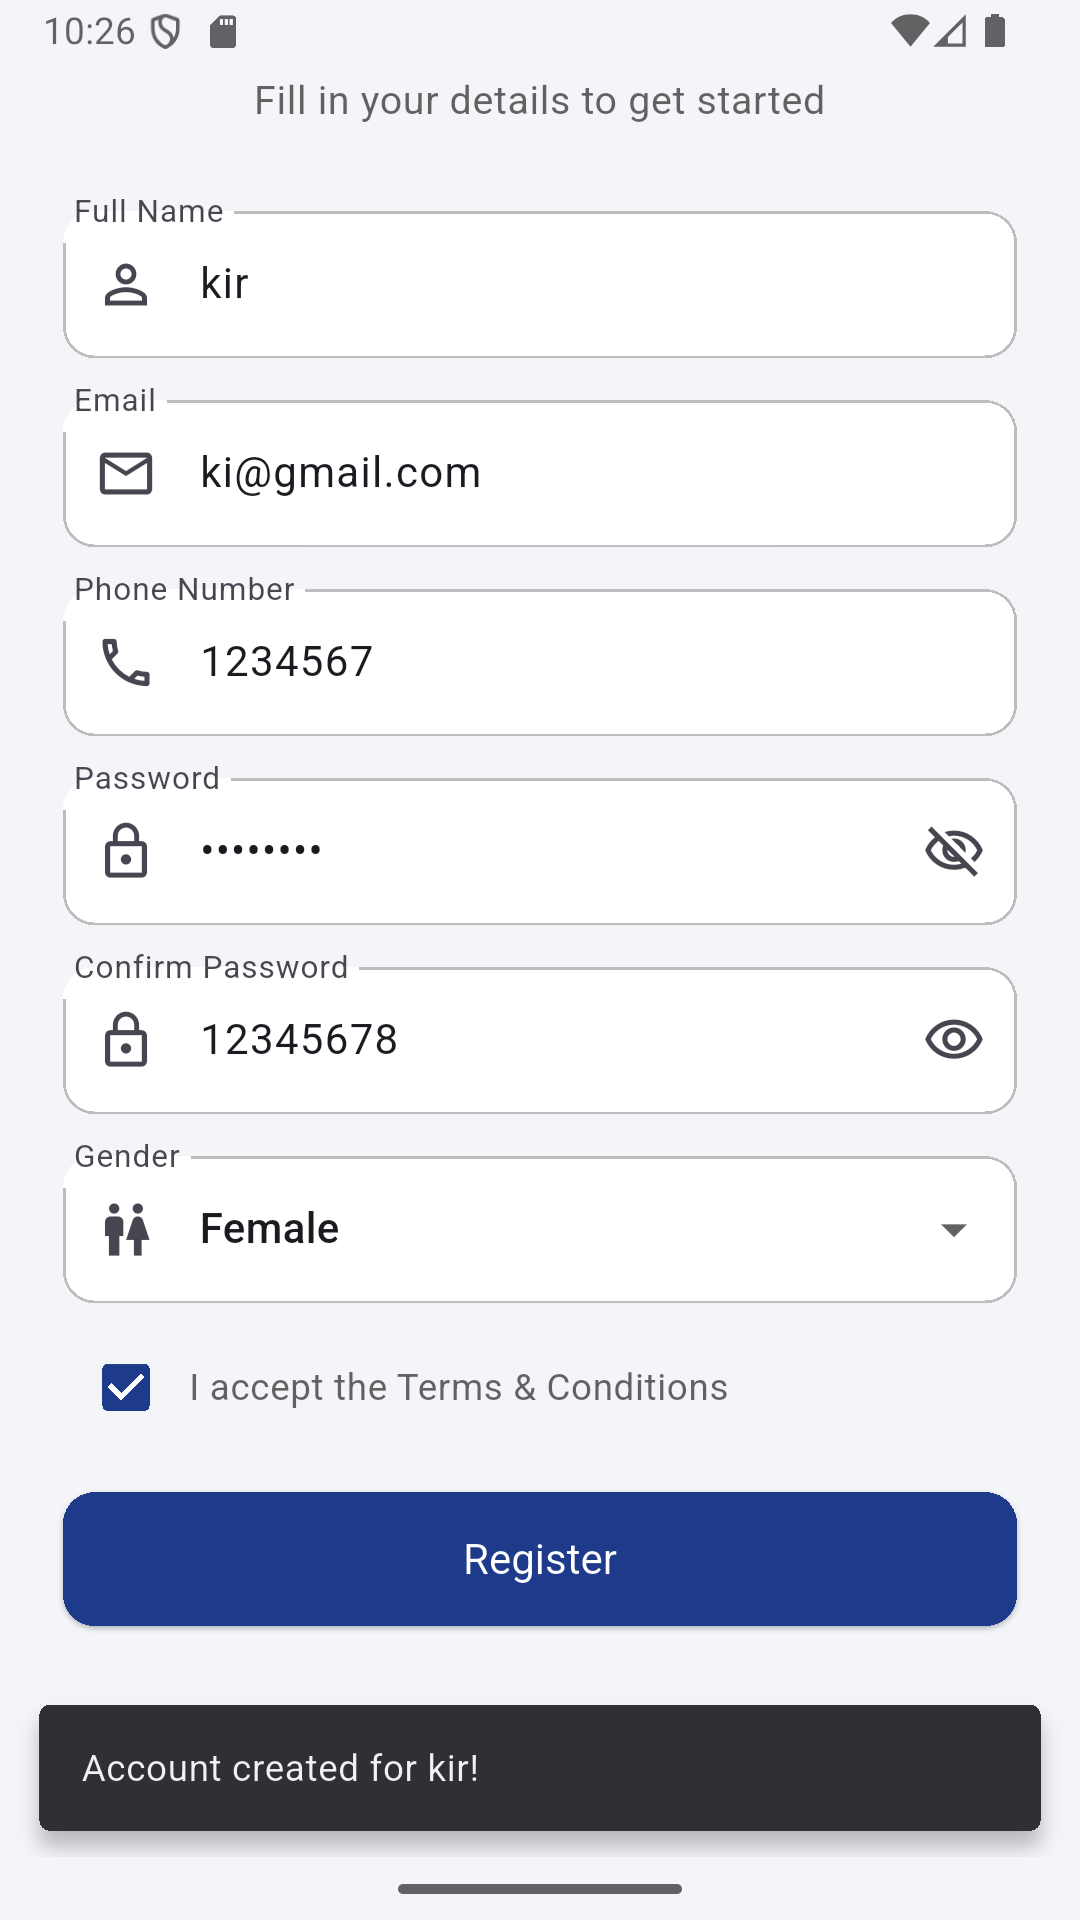 10:26
Fill in your details to get started
Full Name
kir
Email
ki@gmail.com
Phone Number
1234567
Password
••••••••
Confirm Password
12345678
Gender
Female
I accept the Terms & Conditions
Register
Account created for kir!